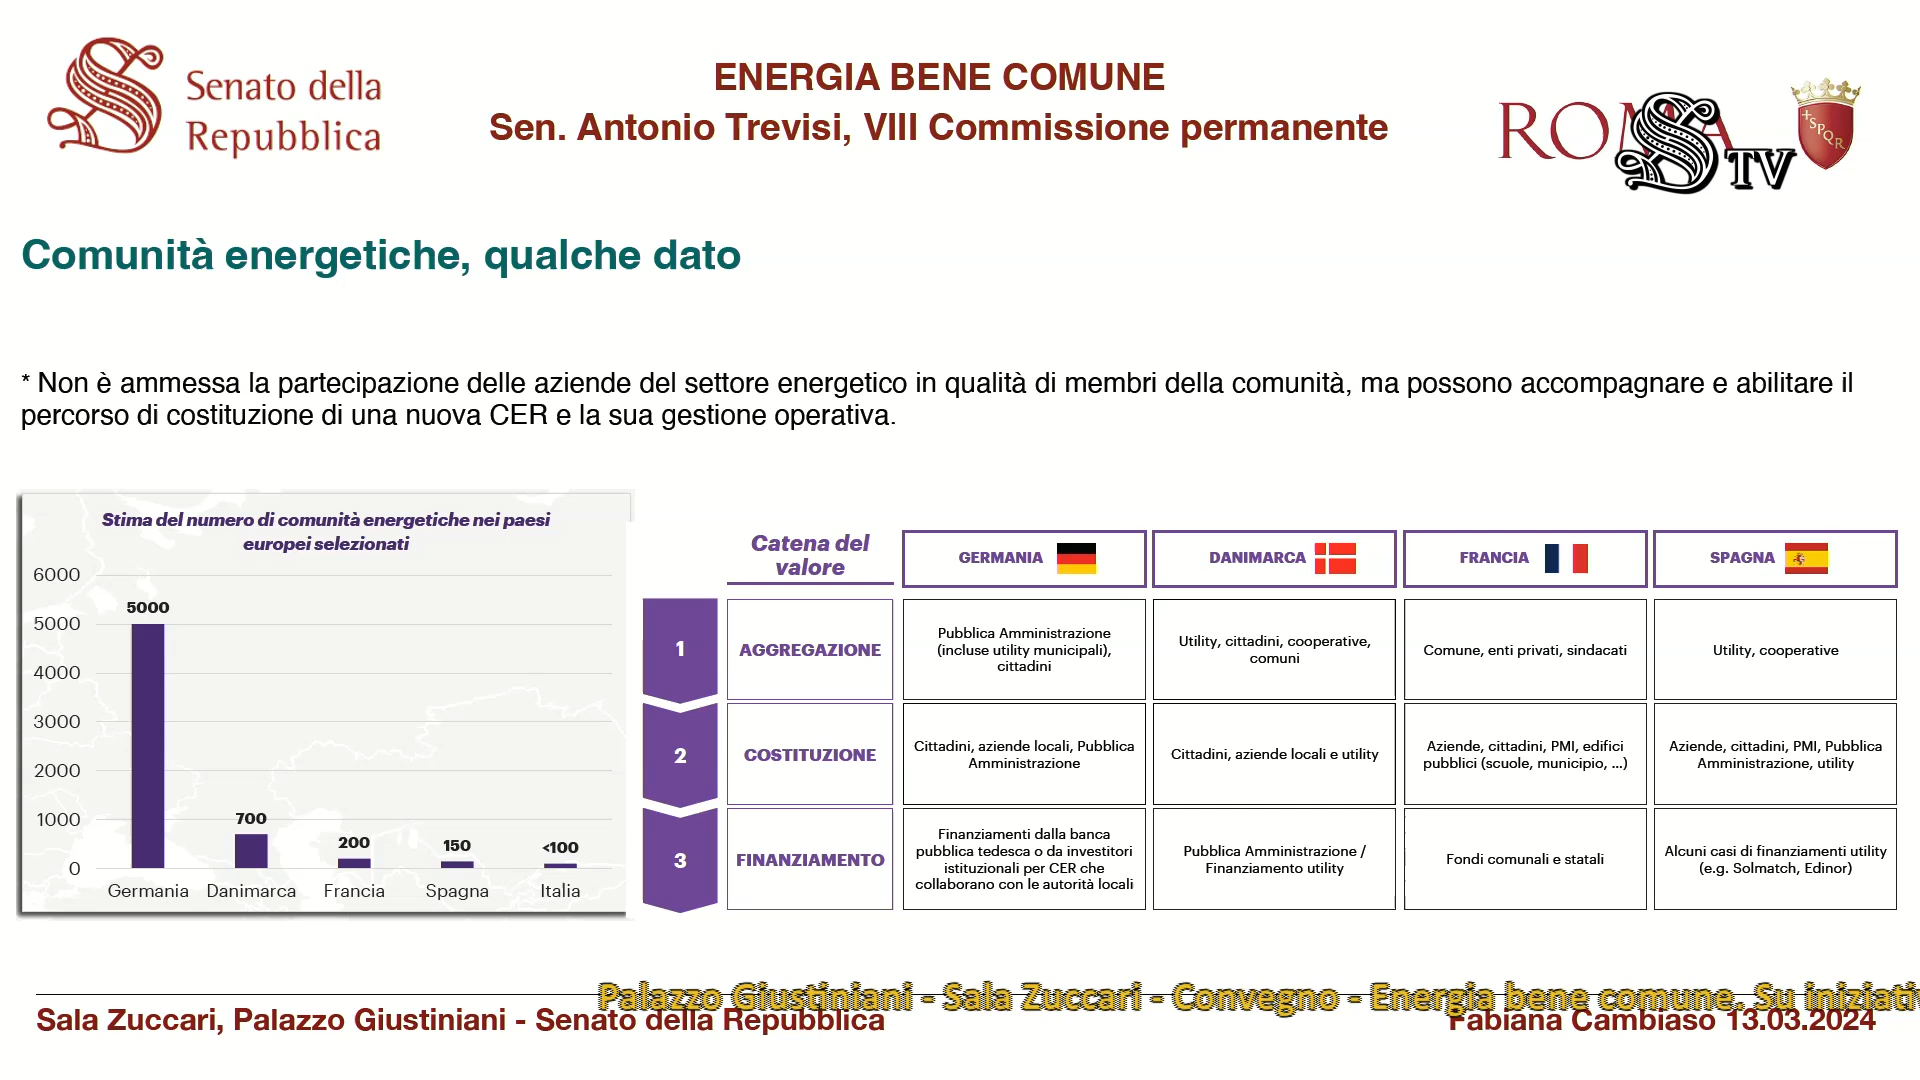 Senato della
Repubblica
ENERGIA BENE COMUNE
Sen. Antonio Trevisi, VIII Commissione permanente
ROMA
S TV
SPQR
Comunità energetiche, qualche dato
* Non è ammessa la partecipazione delle aziende del settore energetico in qualità di membri della comunità, ma possono accompagnare e abilitare il
percorso di costituzione di una nuova CER e la sua gestione operativa.
Stima del numero di comunità energetiche nei paesi
europei selezionati
6000
5000
4000
3000
2000
1000
0
5000
700
200
150
<100
Germania Danimarca Francia Spagna Italia
Catena del
valore
GERMANIA
DANIMARCA
FRANCIA
SPAGNA
1
AGGREGAZIONE
Pubblica Amministrazione
(incluse utility municipali),
cittadini
Utility, cittadini, cooperative,
comuni
Comune, enti privati, sindacati
Utility, cooperative
2
COSTITUZIONE
Cittadini, aziende locali, Pubblica
Amministrazione
Cittadini, aziende locali e utility
Aziende, cittadini, PMI, edifici
pubblici (scuole, municipio, ...)
Aziende, cittadini, PMI, Pubblica
Amministrazione, utility
3
FINANZIAMENTO
Finanziamenti dalla banca
pubblica tedesca o da investitori
istituzionali per CER che
collaborano con le autorità locali
Pubblica Amministrazione /
Finanziamento utility
Fondi comunali e statali
Alcuni casi di finanziamenti utility
(e.g. Solmatch, Edinor)
Palazzo Giustiniani - Sala Zuccari - Convegno - Energia bene comune. Su iniziati
Sala Zuccari, Palazzo Giustiniani - Senato della Repubblica
Fabiana Cambiaso 13.03.2024